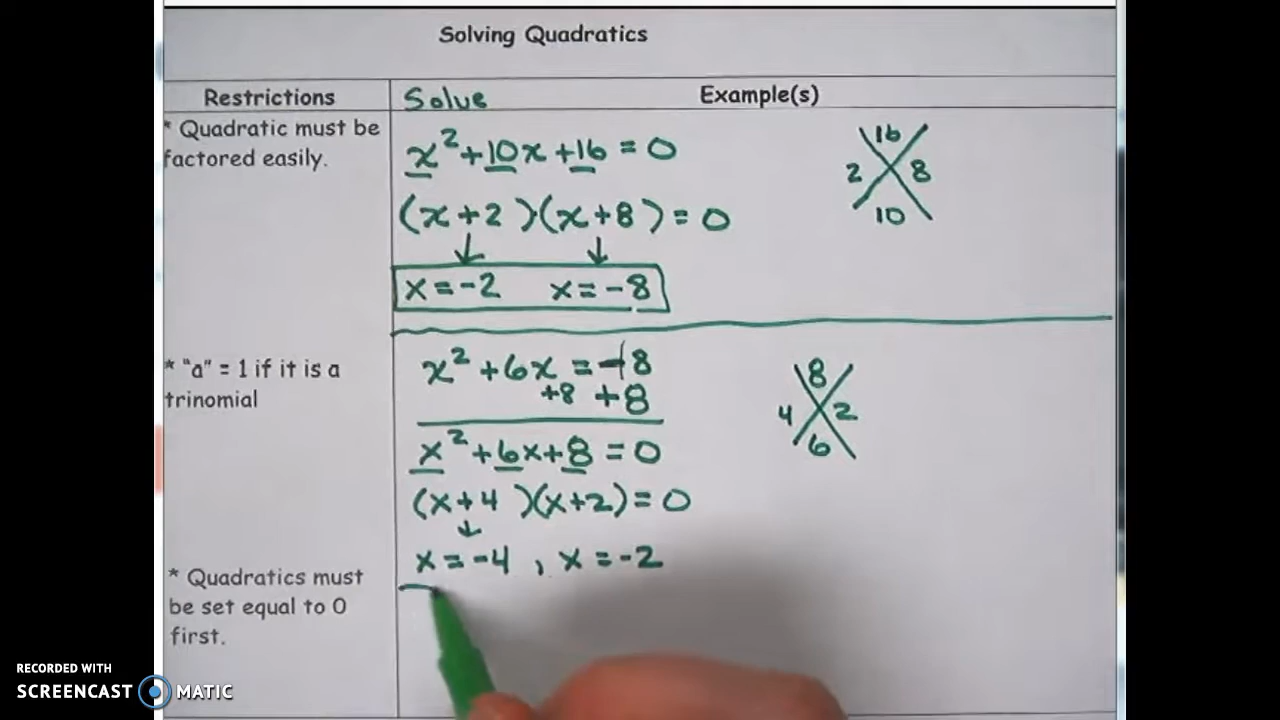 Solving Quadratics
Restrictions
Solve
Example(s)
* Quadratic must be
factored easily.
x² + 10x + 16 = 0
16
2 8
10
(x + 2)·(x + 8) = 0
x = -2 x = -8
* "a" = 1 if it is a
trinomial
x² + 6x = -8
+8 +8
8
4 2
6
x² + 6x + 8 = 0
(x + 4)(x + 2) = 0
x = -4 , x = -2
* Quadratics must
be set equal to 0
first.
RECORDED WITH
SCREENCAST MATIC